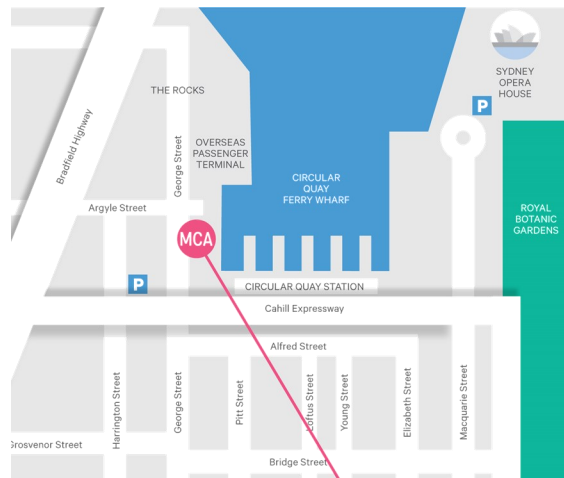 SYDNEY
OPERA
HOUSE
P
THE ROCKS
Bradfield Highway
George Street
OVERSEAS
PASSENGER
TERMINAL
CIRCULAR
QUAY
FERRY WHARF
ROYAL
BOTANIC
GARDENS
Argyle Street
MCA
P
CIRCULAR QUAY STATION
Cahill Expressway
Alfred Street
Harrington Street
George Street
Pitt Street
Loftus Street
Young Street
Elizabeth Street
Macquarie Street
Grosvenor Street
Bridge Street